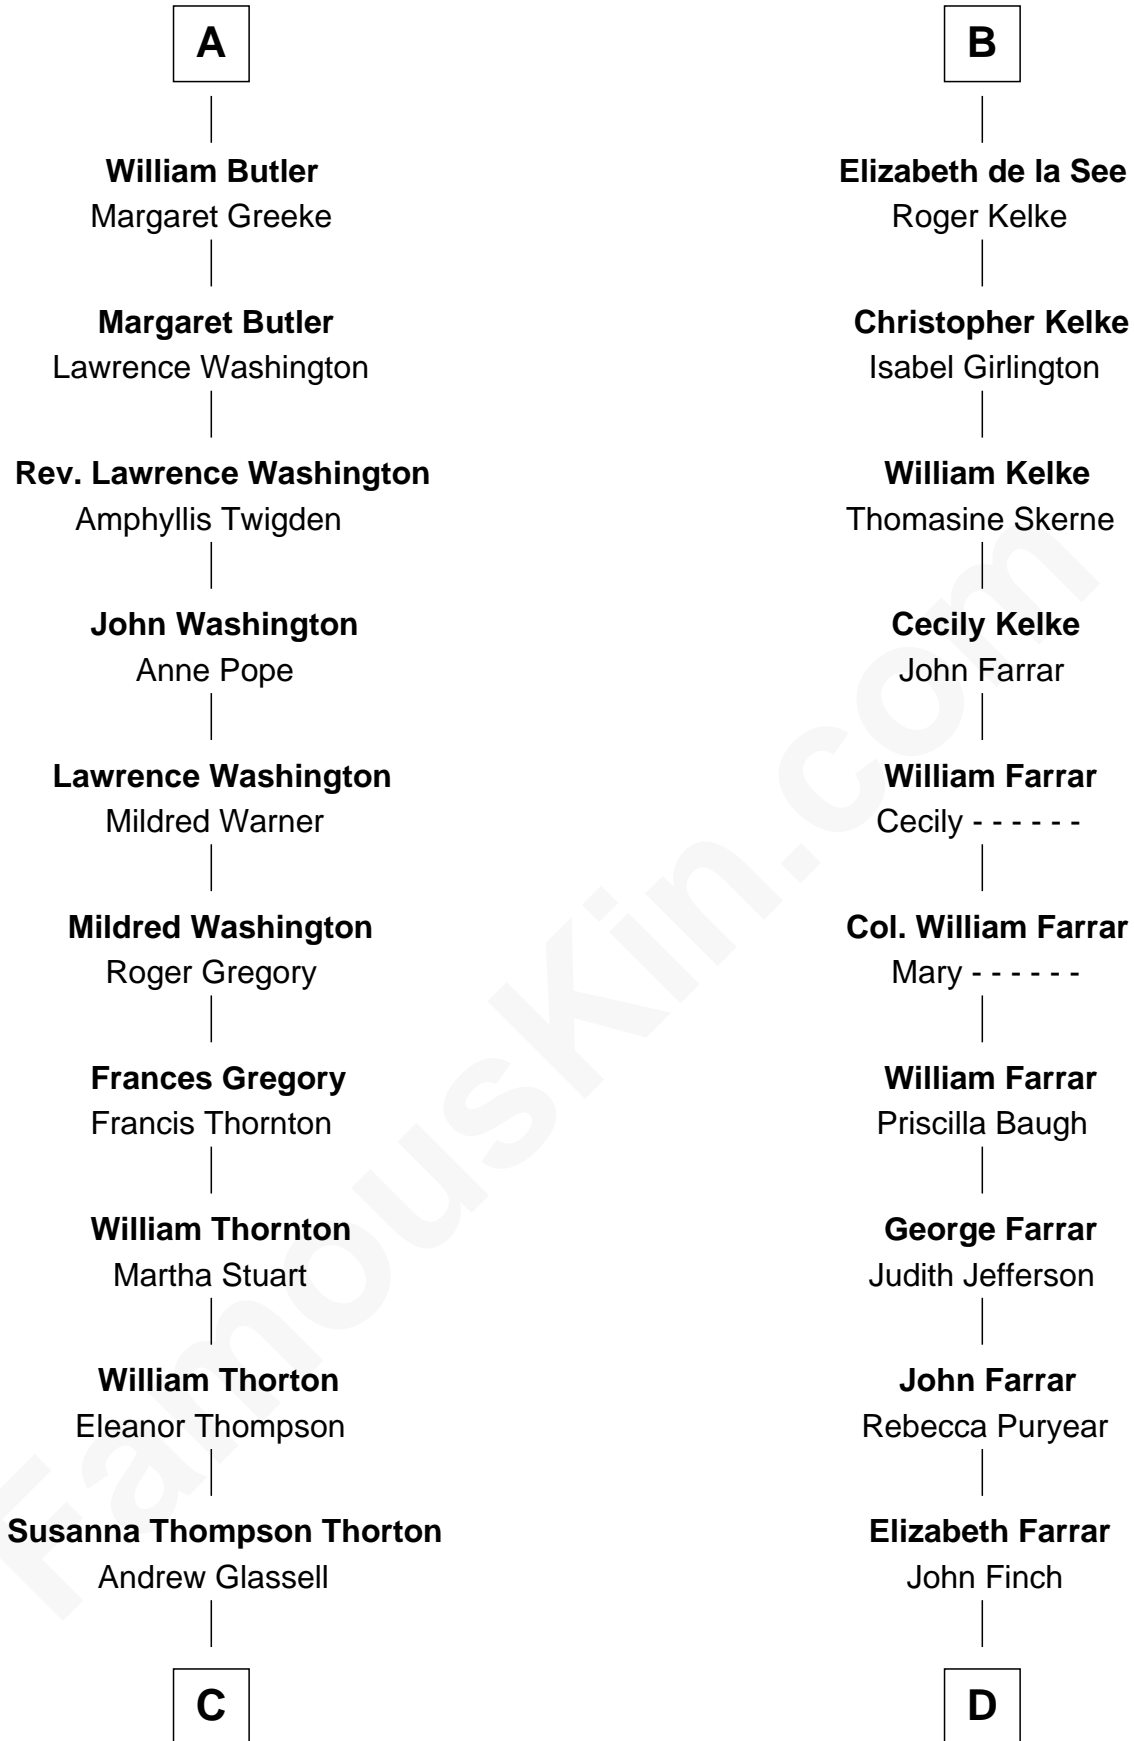 A
William Butler
Margaret Greeke
Margaret Butler
Lawrence Washington
Rev. Lawrence Washington
Amphyllis Twigden
John Washington
Anne Pope
Lawrence Washington
Mildred Warner
Mildred Washington
Roger Gregory
Frances Gregory
Francis Thornton
William Thornton
Martha Stuart
William Thorton
Eleanor Thompson
Susanna Thompson Thorton
Andrew Glassell
C
B
Elizabeth de la See
Roger Kelke
Christopher Kelke
Isabel Girlington
William Kelke
Thomasine Skerne
Cecily Kelke
John Farrar
William Farrar
Cecily - - - - - -
Col. William Farrar
Mary - - - - - -
William Farrar
Priscilla Baugh
George Farrar
Judith Jefferson
John Farrar
Rebecca Puryear
Elizabeth Farrar
John Finch
D
FamousKin.com